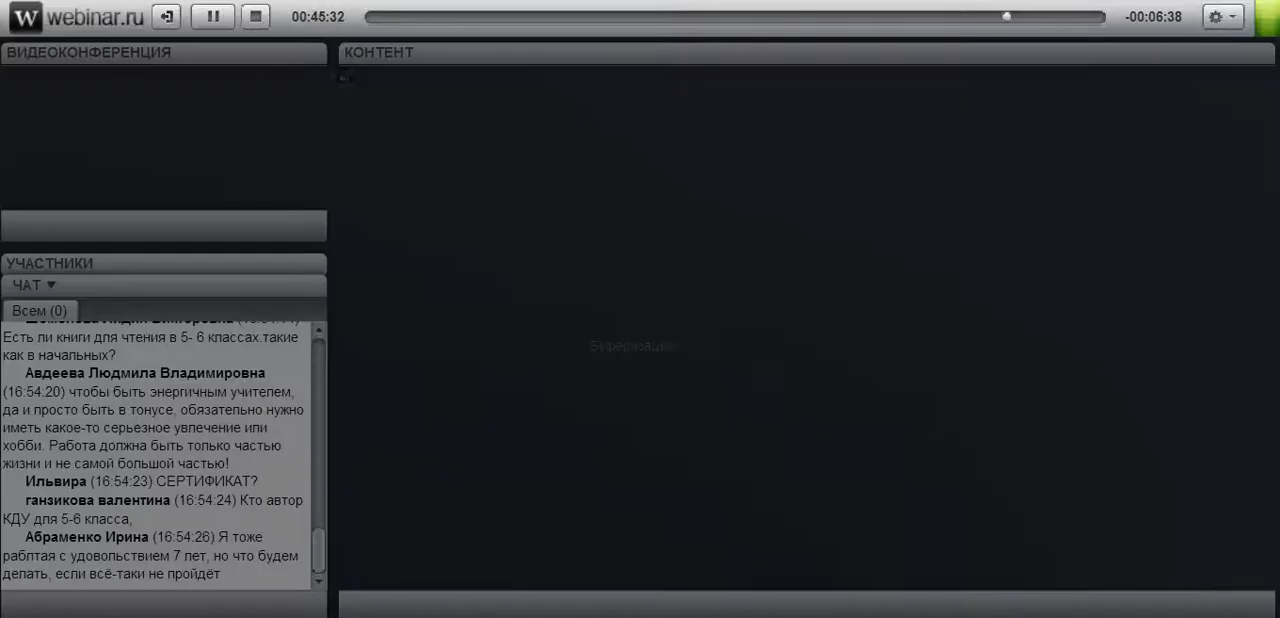 W webinar.ru 00:45:32 -00:06:38
ВИДЕОКОНФЕРЕНЦИЯ
КОНТЕНТ
УЧАСТНИКИ
ЧАТ
Всем (0)
Есть ли книги для чтения в 5- 6 классах.такие
как в начальных?
Авдеева Людмила Владимировна
(16:54:20) чтобы быть энергичным учителем,
да и просто быть в тонусе, обязательно нужно
иметь какое-то серьезное увлечение или
хобби. Работа должна быть только частью
жизни и не самой большой частью!
Ильвира (16:54:23) СЕРТИФИКАТ?
ганзикова валентина (16:54:24) Кто автор
КДУ для 5-6 класса,
Абраменко Ирина (16:54:26) Я тоже
раблтая с удовольствием 7 лет, но что будем
делать, если всё-таки не пройдёт
Буферизация